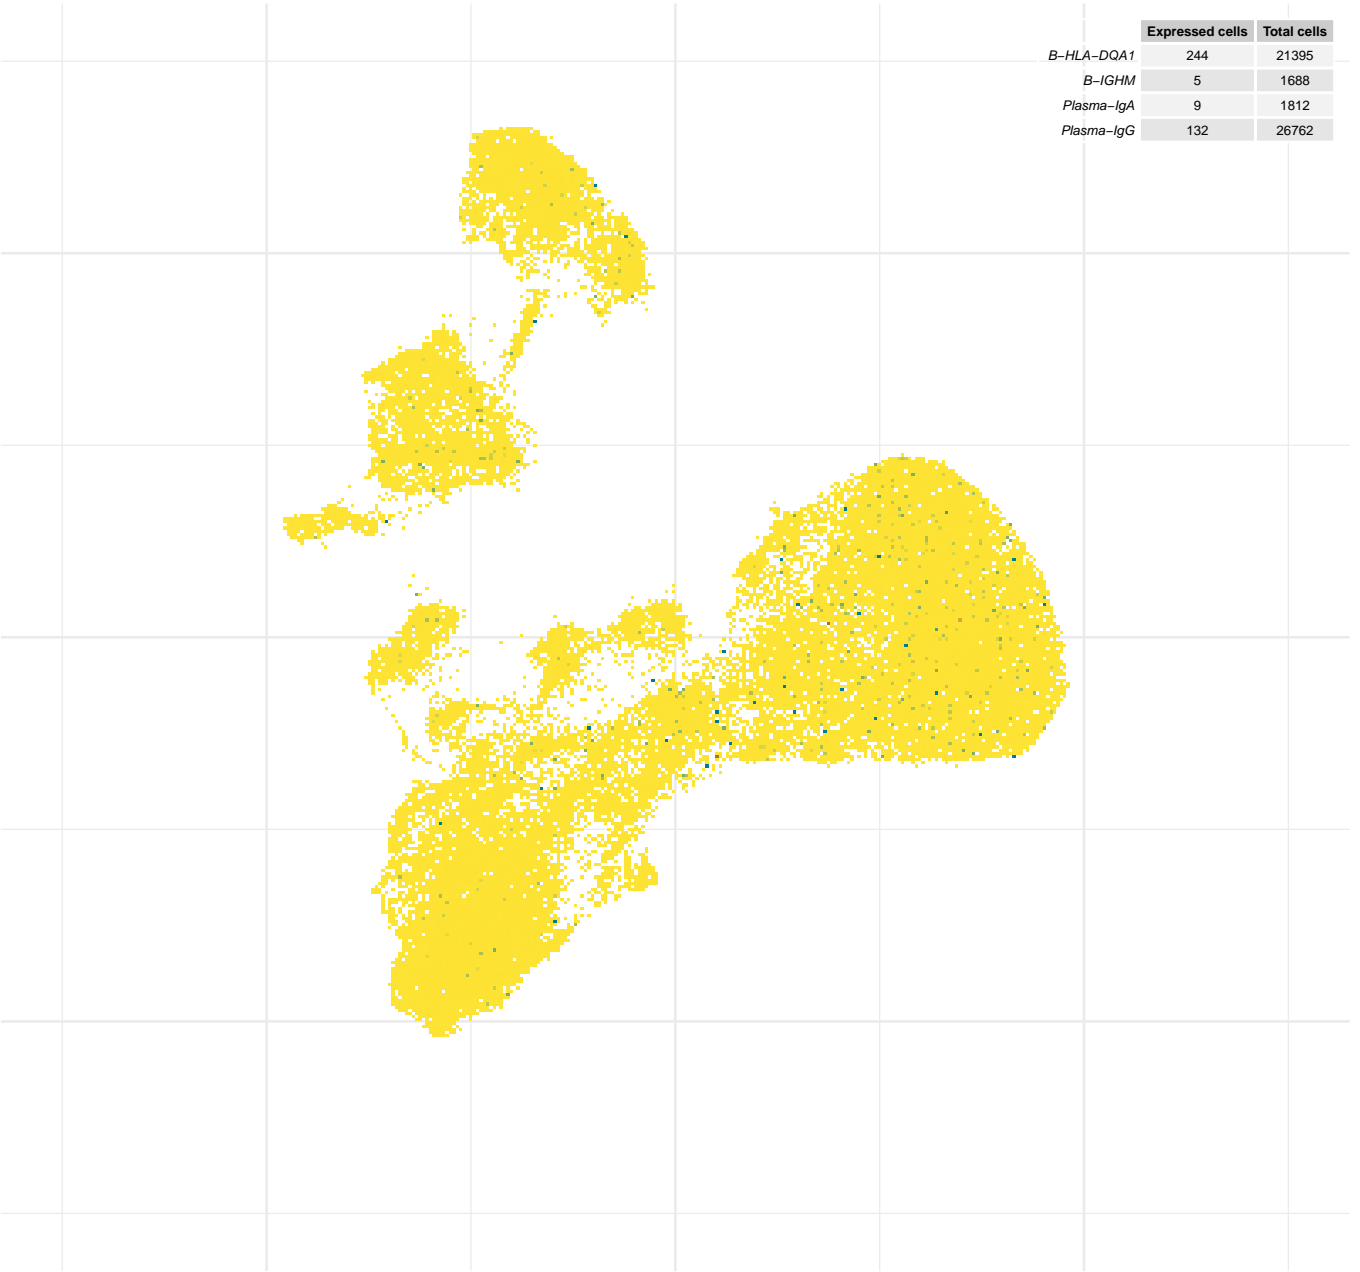 Expressed cells Total cells
B−HLA−DQA1 244 21395
B−IGHM 5 1688
Plasma−IgA 9 1812
Plasma−IgG 132 26762